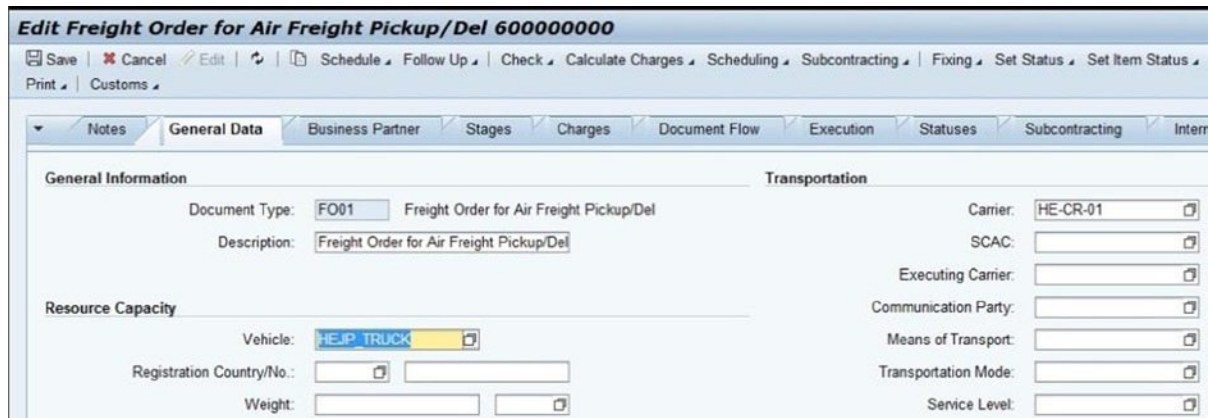 Edit Freight Order for Air Freight Pickup/Del 600000000
Save Cancel Edit Schedule Follow Up Check Calculate Charges Scheduling Subcontracting Fixing Set Status Set Item Status
Print Customs
Notes General Data Business Partner Stages Charges Document Flow Execution Statuses Subcontracting Intern
General Information
Document Type: FO01 Freight Order for Air Freight Pickup/Del
Description: Freight Order for Air Freight Pickup/Del
Resource Capacity
Vehicle: HEJP_TRUCK
Registration Country/No.:
Weight:
Transportation
Carrier: HE-CR-01
SCAC:
Executing Carrier:
Communication Party:
Means of Transport:
Transportation Mode:
Service Level: